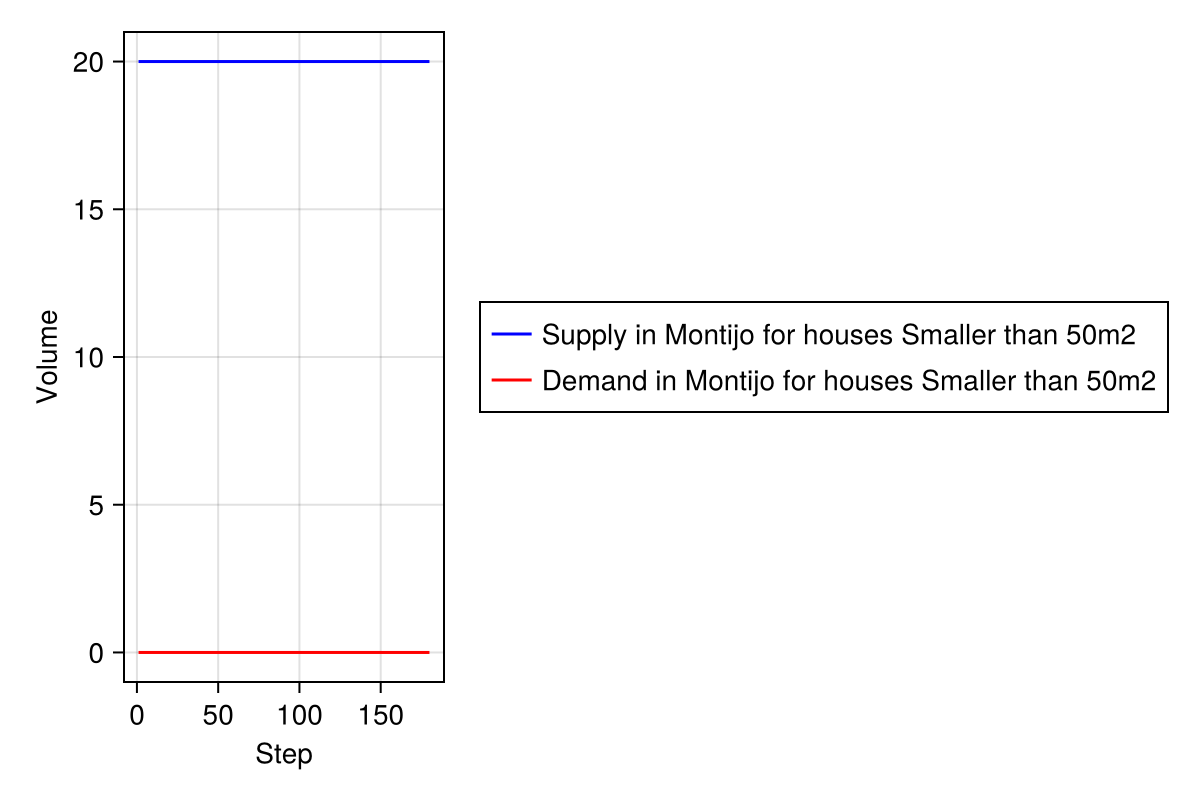 20
15
10
5
0
Volume
0 50 100 150
Step
Supply in Montijo for houses Smaller than 50m2
Demand in Montijo for houses Smaller than 50m2